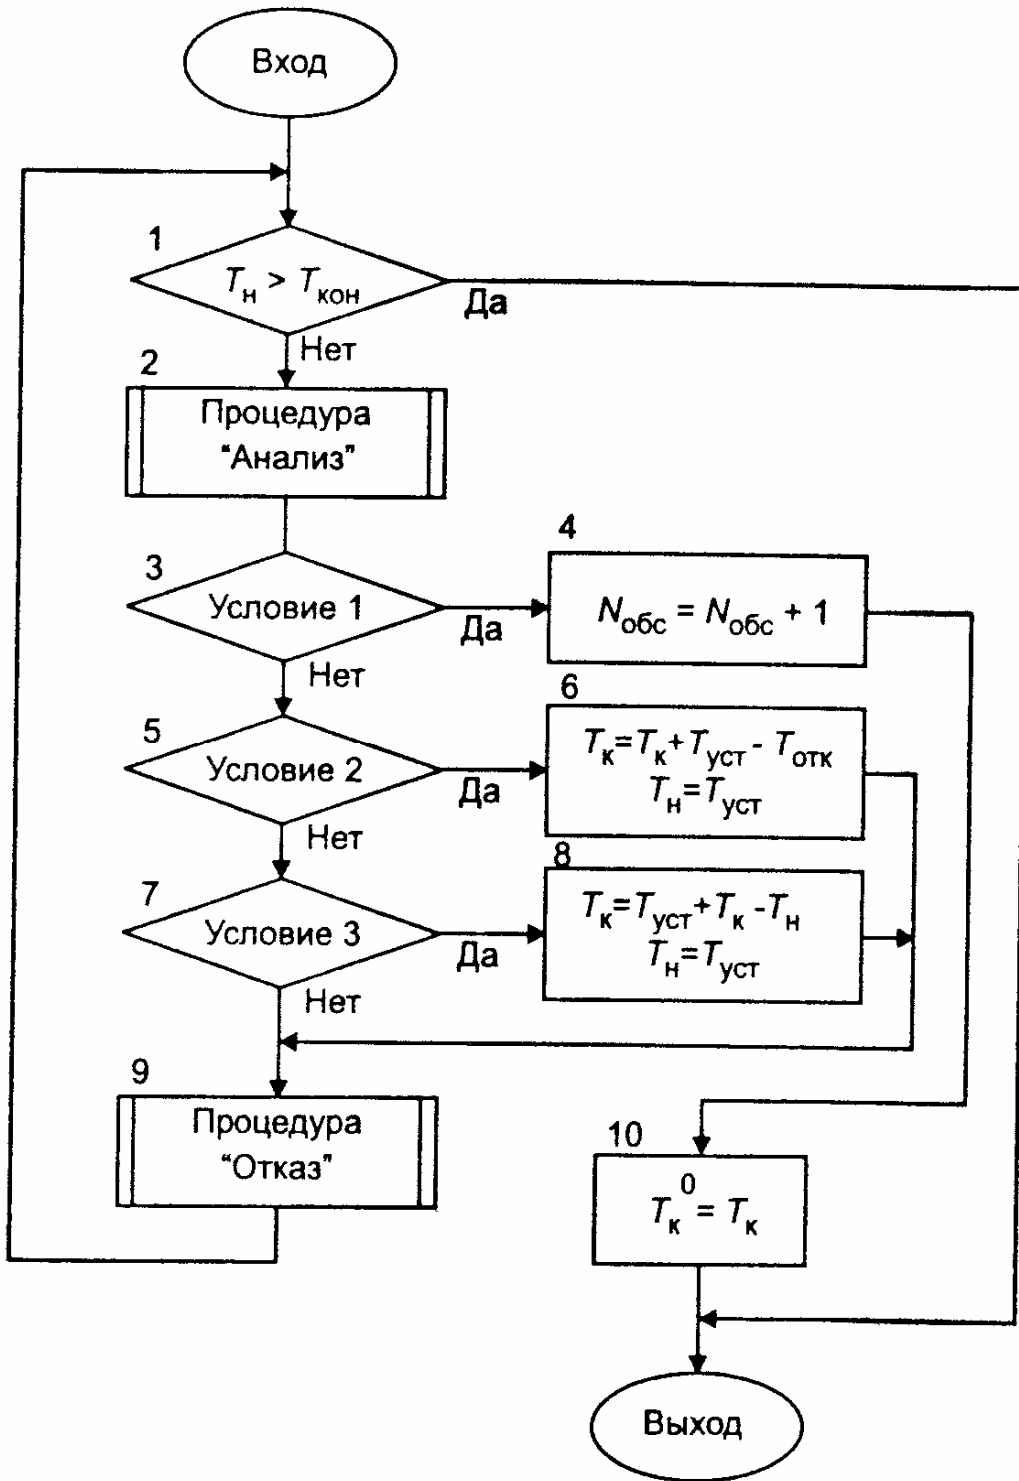 Вход
1
Tн > Tкон
Да
Нет
2
Процедура
“Анализ”
3
Условие 1
Да
Нет
4
Nобс = Nобс + 1
5
Условие 2
Да
Нет
6
Tк=Tк+Tуст - Tотк
Tн=Tуст
7
Условие 3
Да
Нет
8
Tк=Tуст+Tк -Tн
Tн=Tуст
9
Процедура
“Отказ”
10
0
Tк = Tк
Выход